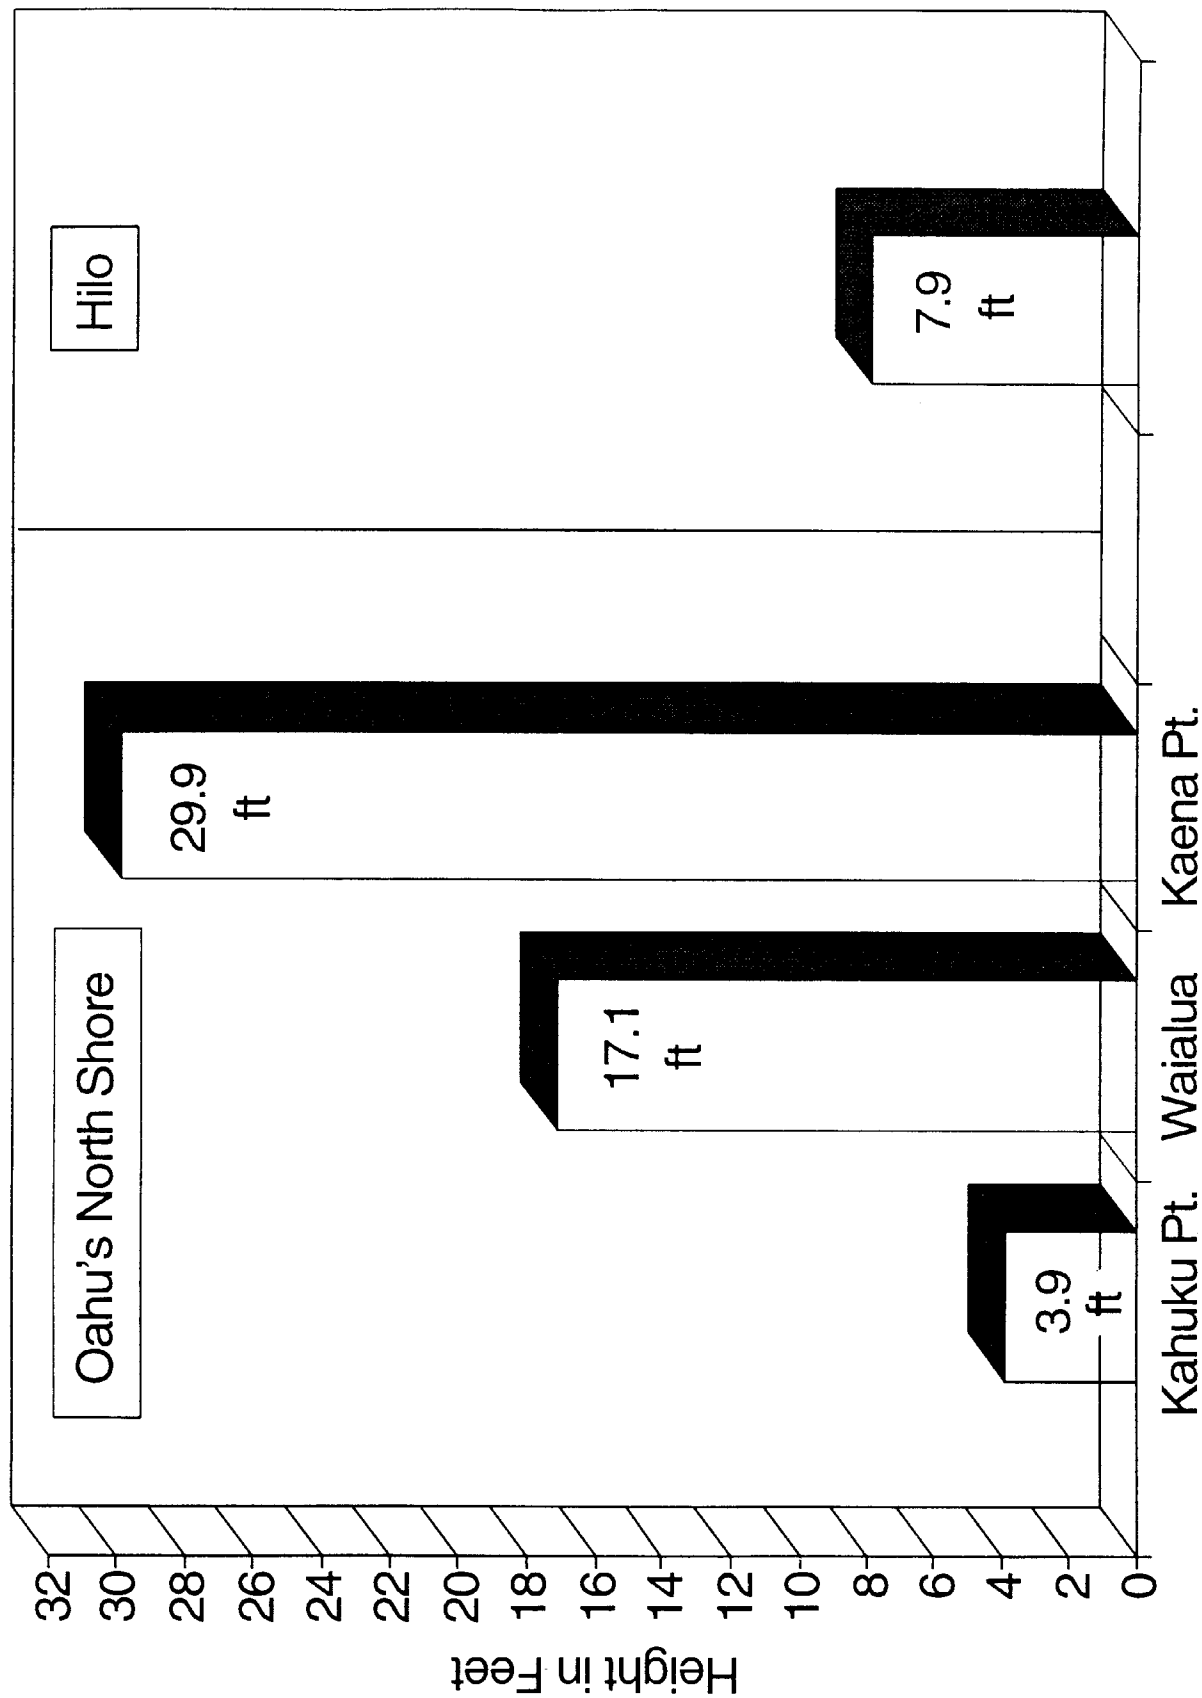 Oahu's North Shore
Hilo
Height in Feet
32
30
28
26
24
22
20
18
16
14
12
10
8
6
4
2
0
3.9
ft
17.1
ft
29.9
ft
7.9
ft
Kahuku Pt.
Waialua
Kaena Pt.